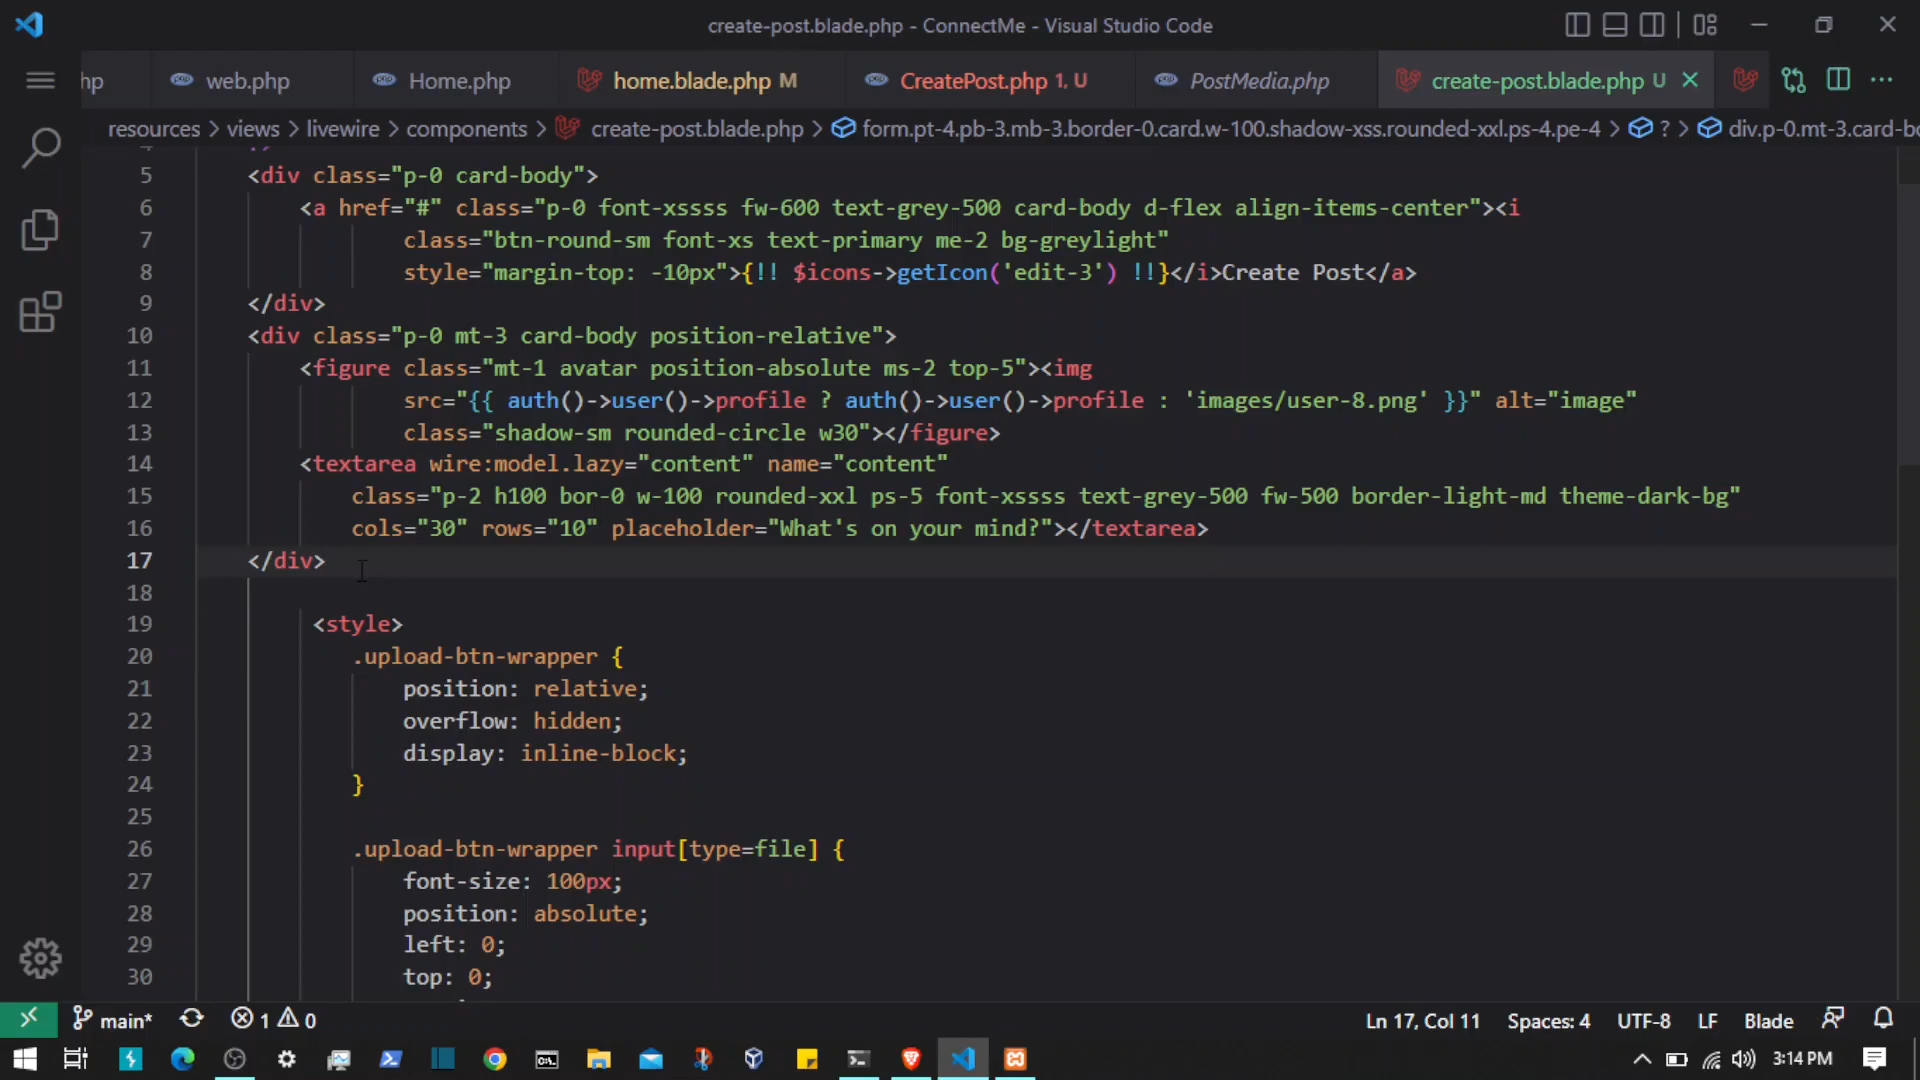 create-post.blade.php - ConnectMe - Visual Studio Code
hp web.php Home.php home.blade.php M CreatePost.php 1, U PostMedia.php create-post.blade.php U
resources > views > livewire > components > create-post.blade.php > form.pt-4.pb-3.mb-3.border-0.card.w-100.shadow-xss.rounded-xxl.ps-4.pe-4 > ? > div.p-0.mt-3.card-bo
5 <div class="p-0 card-body">
6 <a href="#" class="p-0 font-xssss fw-600 text-grey-500 card-body d-flex align-items-center"><i
7 class="btn-round-sm font-xs text-primary me-2 bg-greylight"
8 style="margin-top: -10px">{!! $icons->getIcon('edit-3') !!}</i>Create Post</a>
9 </div>
10 <div class="p-0 mt-3 card-body position-relative">
11 <figure class="mt-1 avatar position-absolute ms-2 top-5"><img
12 src="{{ auth()->user()->profile ? auth()->user()->profile : 'images/user-8.png' }}" alt="image"
13 class="shadow-sm rounded-circle w30"></figure>
14 <textarea wire:model.lazy="content" name="content"
15 class="p-2 h100 bor-0 w-100 rounded-xxl ps-5 font-xssss text-grey-500 fw-500 border-light-md theme-dark-bg"
16 cols="30" rows="10" placeholder="What's on your mind?"></textarea>
17 </div>
18
19 <style>
20 .upload-btn-wrapper {
21 position: relative;
22 overflow: hidden;
23 display: inline-block;
24 }
25
26 .upload-btn-wrapper input[type=file] {
27 font-size: 100px;
28 position: absolute;
29 left: 0;
30 top: 0;
main* 1 0 Ln 17, Col 11 Spaces: 4 UTF-8 LF Blade
3:14 PM